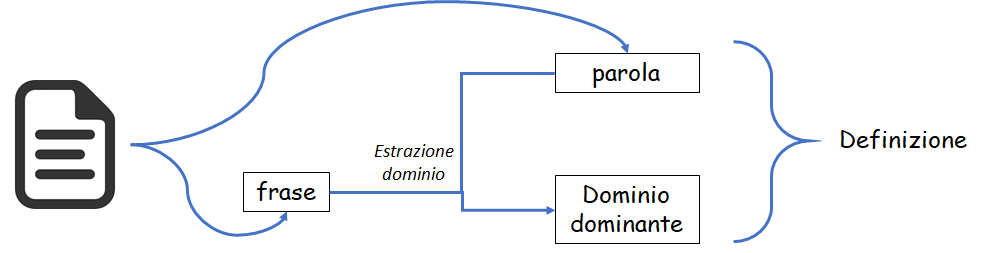 parola
Definizione
Estrazione
dominio
frase
Dominio
dominante